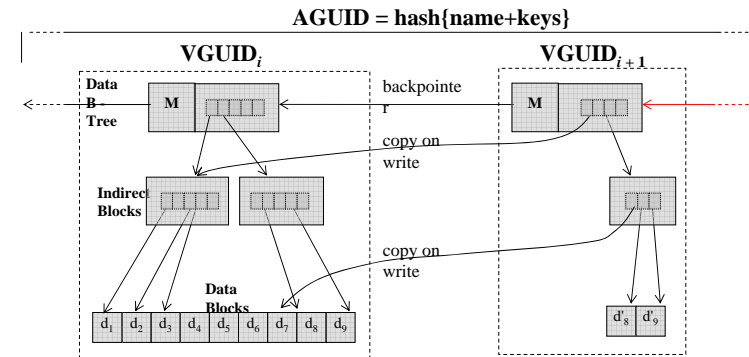 AGUID = hash{name+keys}
VGUIDi
VGUIDi + 1
Data
B -
Tree
M
backpointe
r
M
copy on
write
Indirect
Blocks
copy on
write
Data
Blocks
d1 d2 d3 d4 d5 d6 d7 d8 d9
d'8 d'9